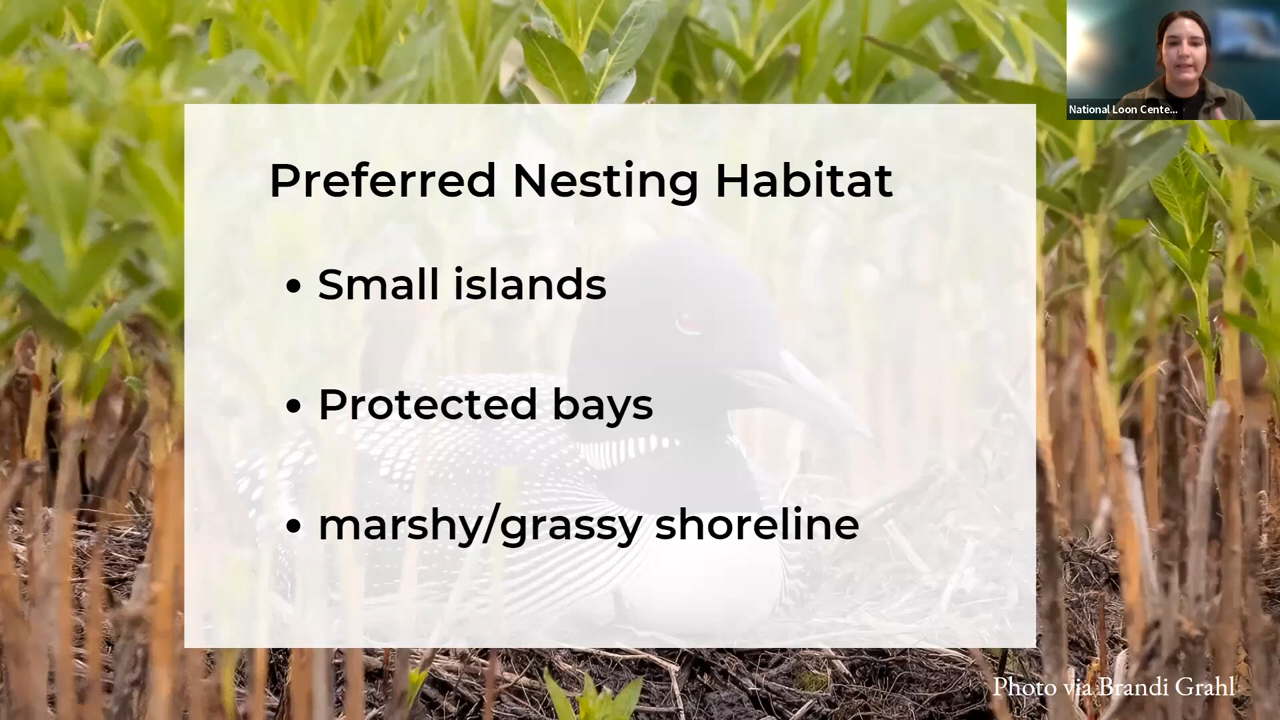 National Loon Cente...
Preferred Nesting Habitat
• Small islands
• Protected bays
• marshy/grassy shoreline
Photo via Brandi Grahl